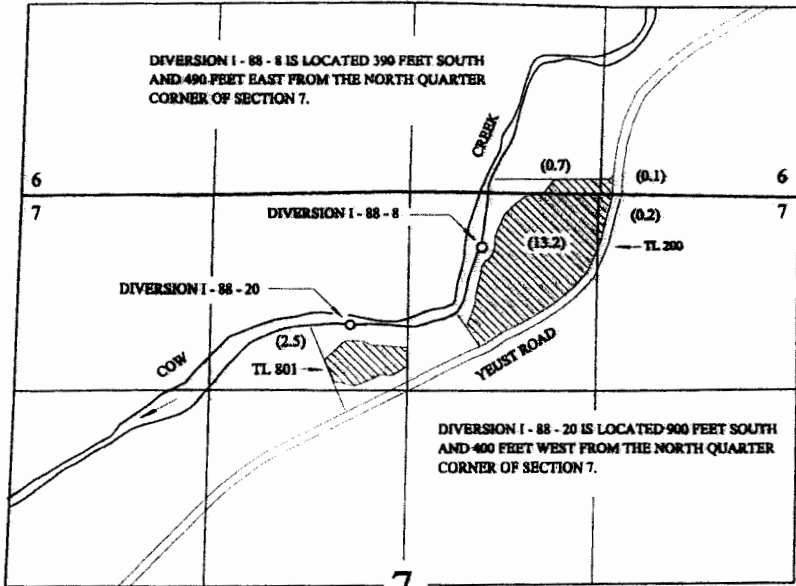 DIVERSION I - 88 - 8 IS LOCATED 390 FEET SOUTH
AND 490 FEET EAST FROM THE NORTH QUARTER
CORNER OF SECTION 7.
CREEK
(0.7)
(0.1)
6
6
7
7
(0.2)
DIVERSION I - 88 - 8
(13.2)
TL 200
DIVERSION I - 88 - 20
(2.5)
COW
TL 801
YEUST ROAD
DIVERSION I - 88 - 20 IS LOCATED 900 FEET SOUTH
AND 400 FEET WEST FROM THE NORTH QUARTER
CORNER OF SECTION 7.
7